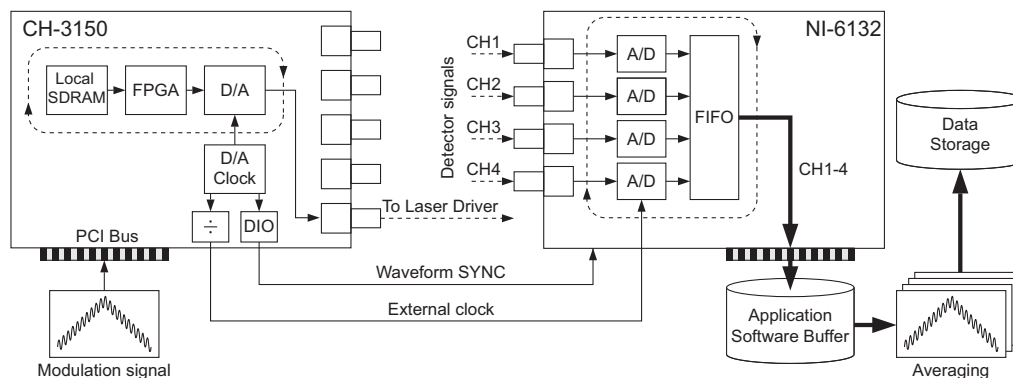 CH-3150
Local
SDRAM
FPGA
D/A
D/A
Clock
÷
DIO
PCI Bus
Modulation signal
Detector signals
CH1
CH2
CH3
CH4
To Laser Driver
Waveform SYNC
External clock
NI-6132
A/D
A/D
A/D
A/D
FIFO
CH1-4
Application
Software Buffer
Data
Storage
Averaging